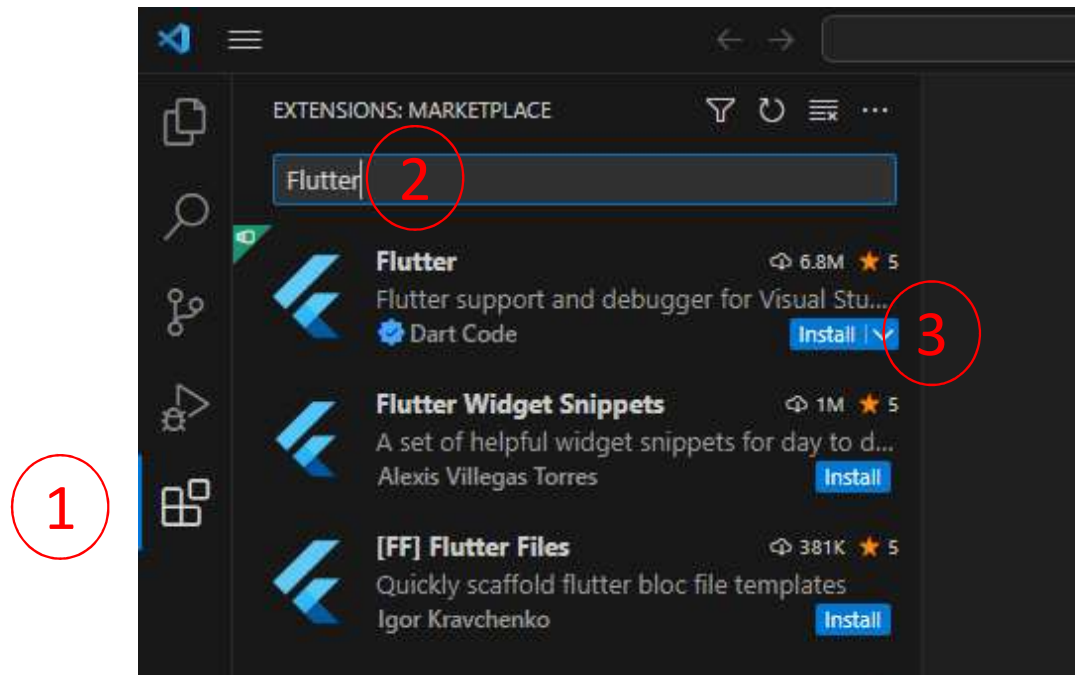 EXTENSIONS: MARKETPLACE
Flutter 2
Flutter 6.8M 5
Flutter support and debugger for Visual Stu...
Dart Code Install 3
Flutter Widget Snippets 1M 5
A set of helpful widget snippets for day to d...
Alexis Villegas Torres Install
1
[FF] Flutter Files 381K 5
Quickly scaffold flutter bloc file templates
Igor Kravchenko Install